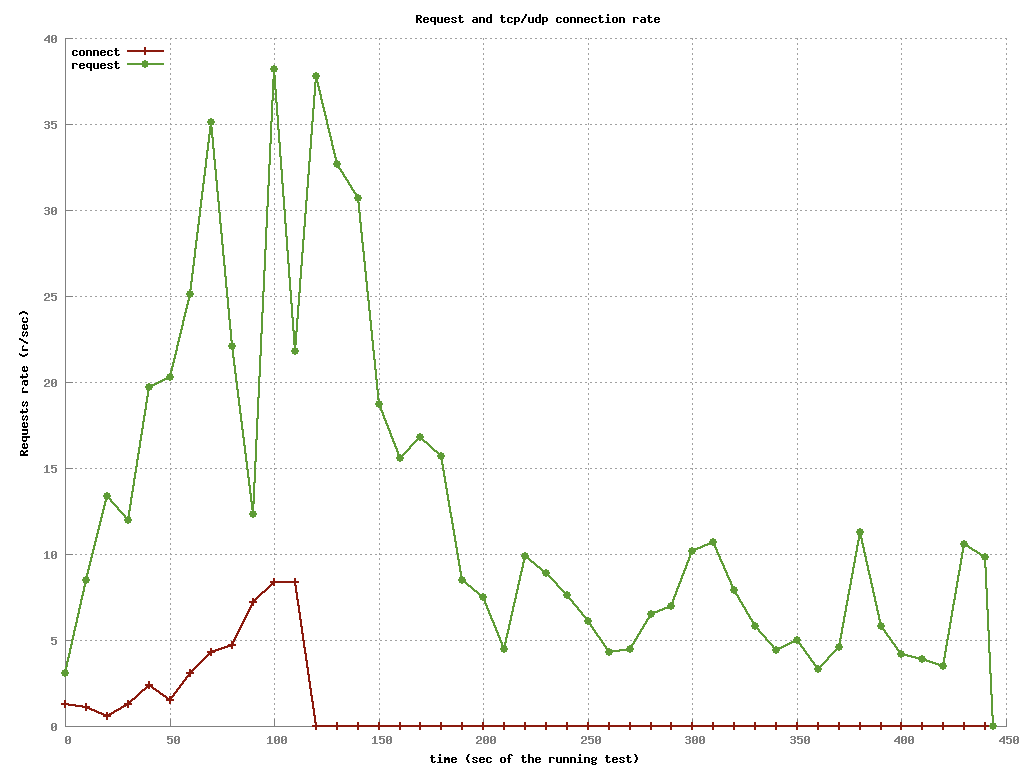 Request and tcp/udp connection rate
connect
request
40
35
30
25
20
15
10
5
0
Requests rate (r/sec)
0 50 100 150 200 250 300 350 400 450
time (sec of the running test)